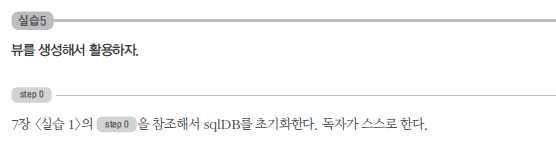 실습5
뷰를 생성해서 활용하자.
step 0
7장 〈실습 1〉의 step 0 을 참조해서 sqlDB를 초기화한다. 독자가 스스로 한다.